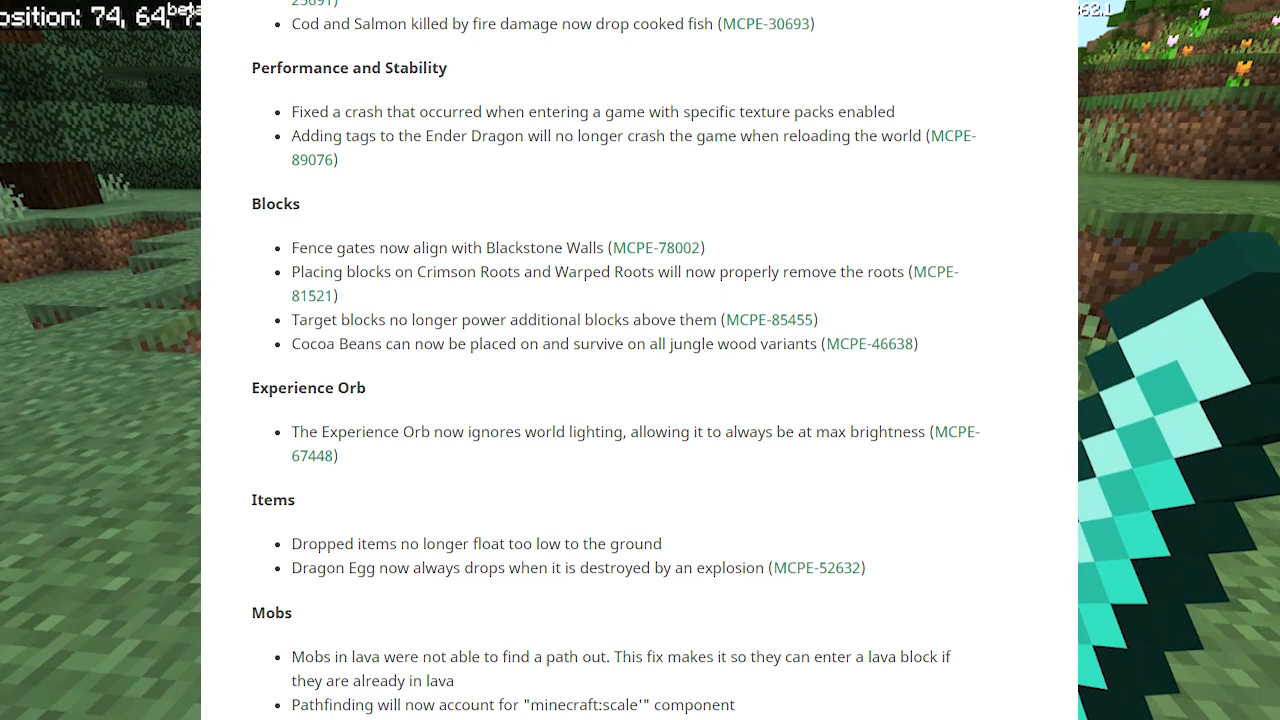 osition: 74, 64, 7
beta
62.1
25691)
• Cod and Salmon killed by fire damage now drop cooked fish (MCPE-30693)
Performance and Stability
• Fixed a crash that occurred when entering a game with specific texture packs enabled
• Adding tags to the Ender Dragon will no longer crash the game when reloading the world (MCPE-
89076)
Blocks
• Fence gates now align with Blackstone Walls (MCPE-78002)
• Placing blocks on Crimson Roots and Warped Roots will now properly remove the roots (MCPE-
81521)
• Target blocks no longer power additional blocks above them (MCPE-85455)
• Cocoa Beans can now be placed on and survive on all jungle wood variants (MCPE-46638)
Experience Orb
• The Experience Orb now ignores world lighting, allowing it to always be at max brightness (MCPE-
67448)
Items
• Dropped items no longer float too low to the ground
• Dragon Egg now always drops when it is destroyed by an explosion (MCPE-52632)
Mobs
• Mobs in lava were not able to find a path out. This fix makes it so they can enter a lava block if
they are already in lava
• Pathfinding will now account for "minecraft:scale'" component